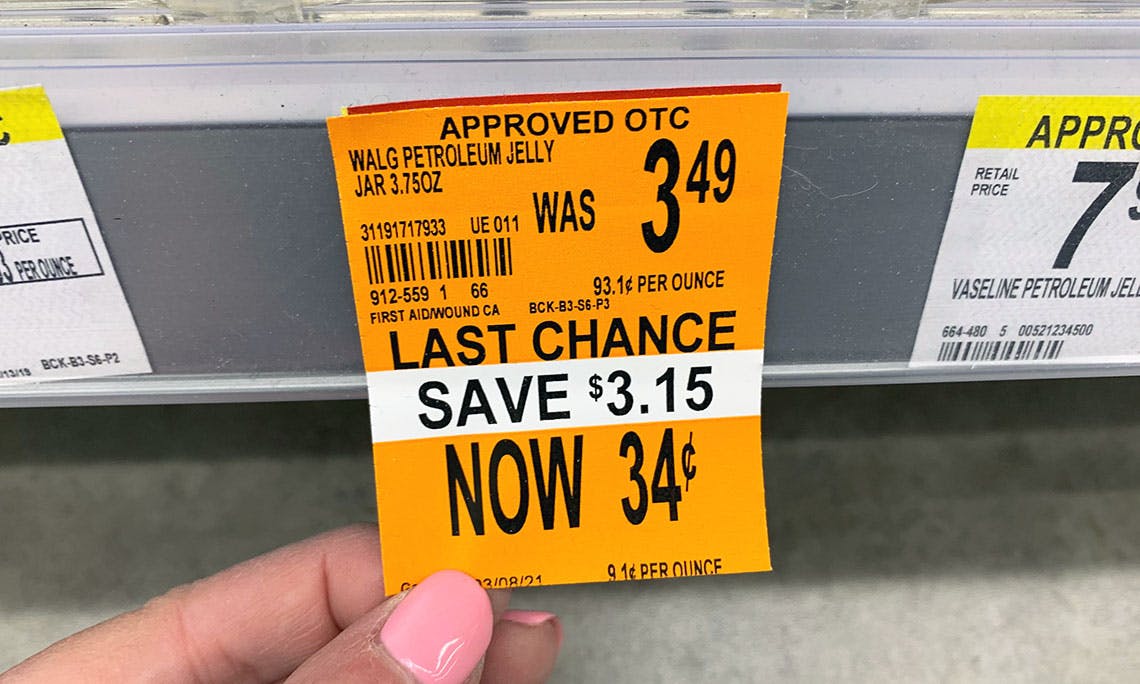 PRICE
PER OUNCE
BCK-B3-S6-P2
APPROVED OTC
WALG PETROLEUM JELLY
JAR 3.75OZ
WAS 3 49
31191717933 UE 011
912-559 1 66
93.1¢ PER OUNCE
FIRST AID/WOUND CA BCK-B3-S6-P3
LAST CHANCE
SAVE $3.15
NOW 34¢
9.1¢ PER OUNCE
RETAIL
PRICE
7
VASELINE PETROLEUM
664-480 5 00521234500